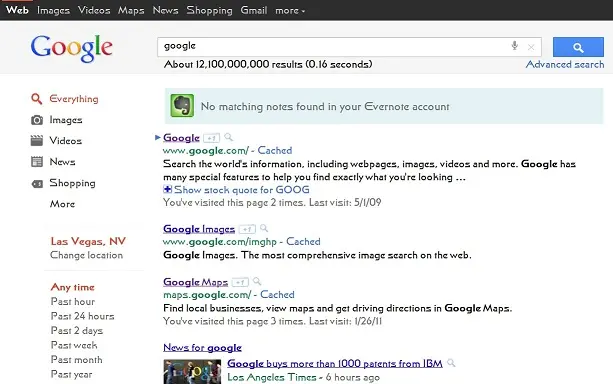 Web Images Videos Maps News Shopping Gmail more
Google
google
About 12,100,000,000 results (0.16 seconds)
Advanced search
Everything
Images
Videos
News
Shopping
More
Las Vegas, NV
Change location
Any time
Past hour
Past 24 hours
Past 2 days
Past week
Past month
Past year
No matching notes found in your Evernote account
Google +1
www.google.com/ - Cached
Search the world's information, including webpages, images, videos and more. Google has
many special features to help you find exactly what you're looking ...
Show stock quote for GOOG
You've visited this page 2 times. Last visit: 5/1/09
Google Images +1
www.google.com/imghp - Cached
Google Images. The most comprehensive image search on the web.
Google Maps +1
maps.google.com/ - Cached
Find local businesses, view maps and get driving directions in Google Maps.
You've visited this page 3 times. Last visit: 1/26/11
News for google
Google buys more than 1000 patents from IBM
Los Angeles Times - 6 hours ago